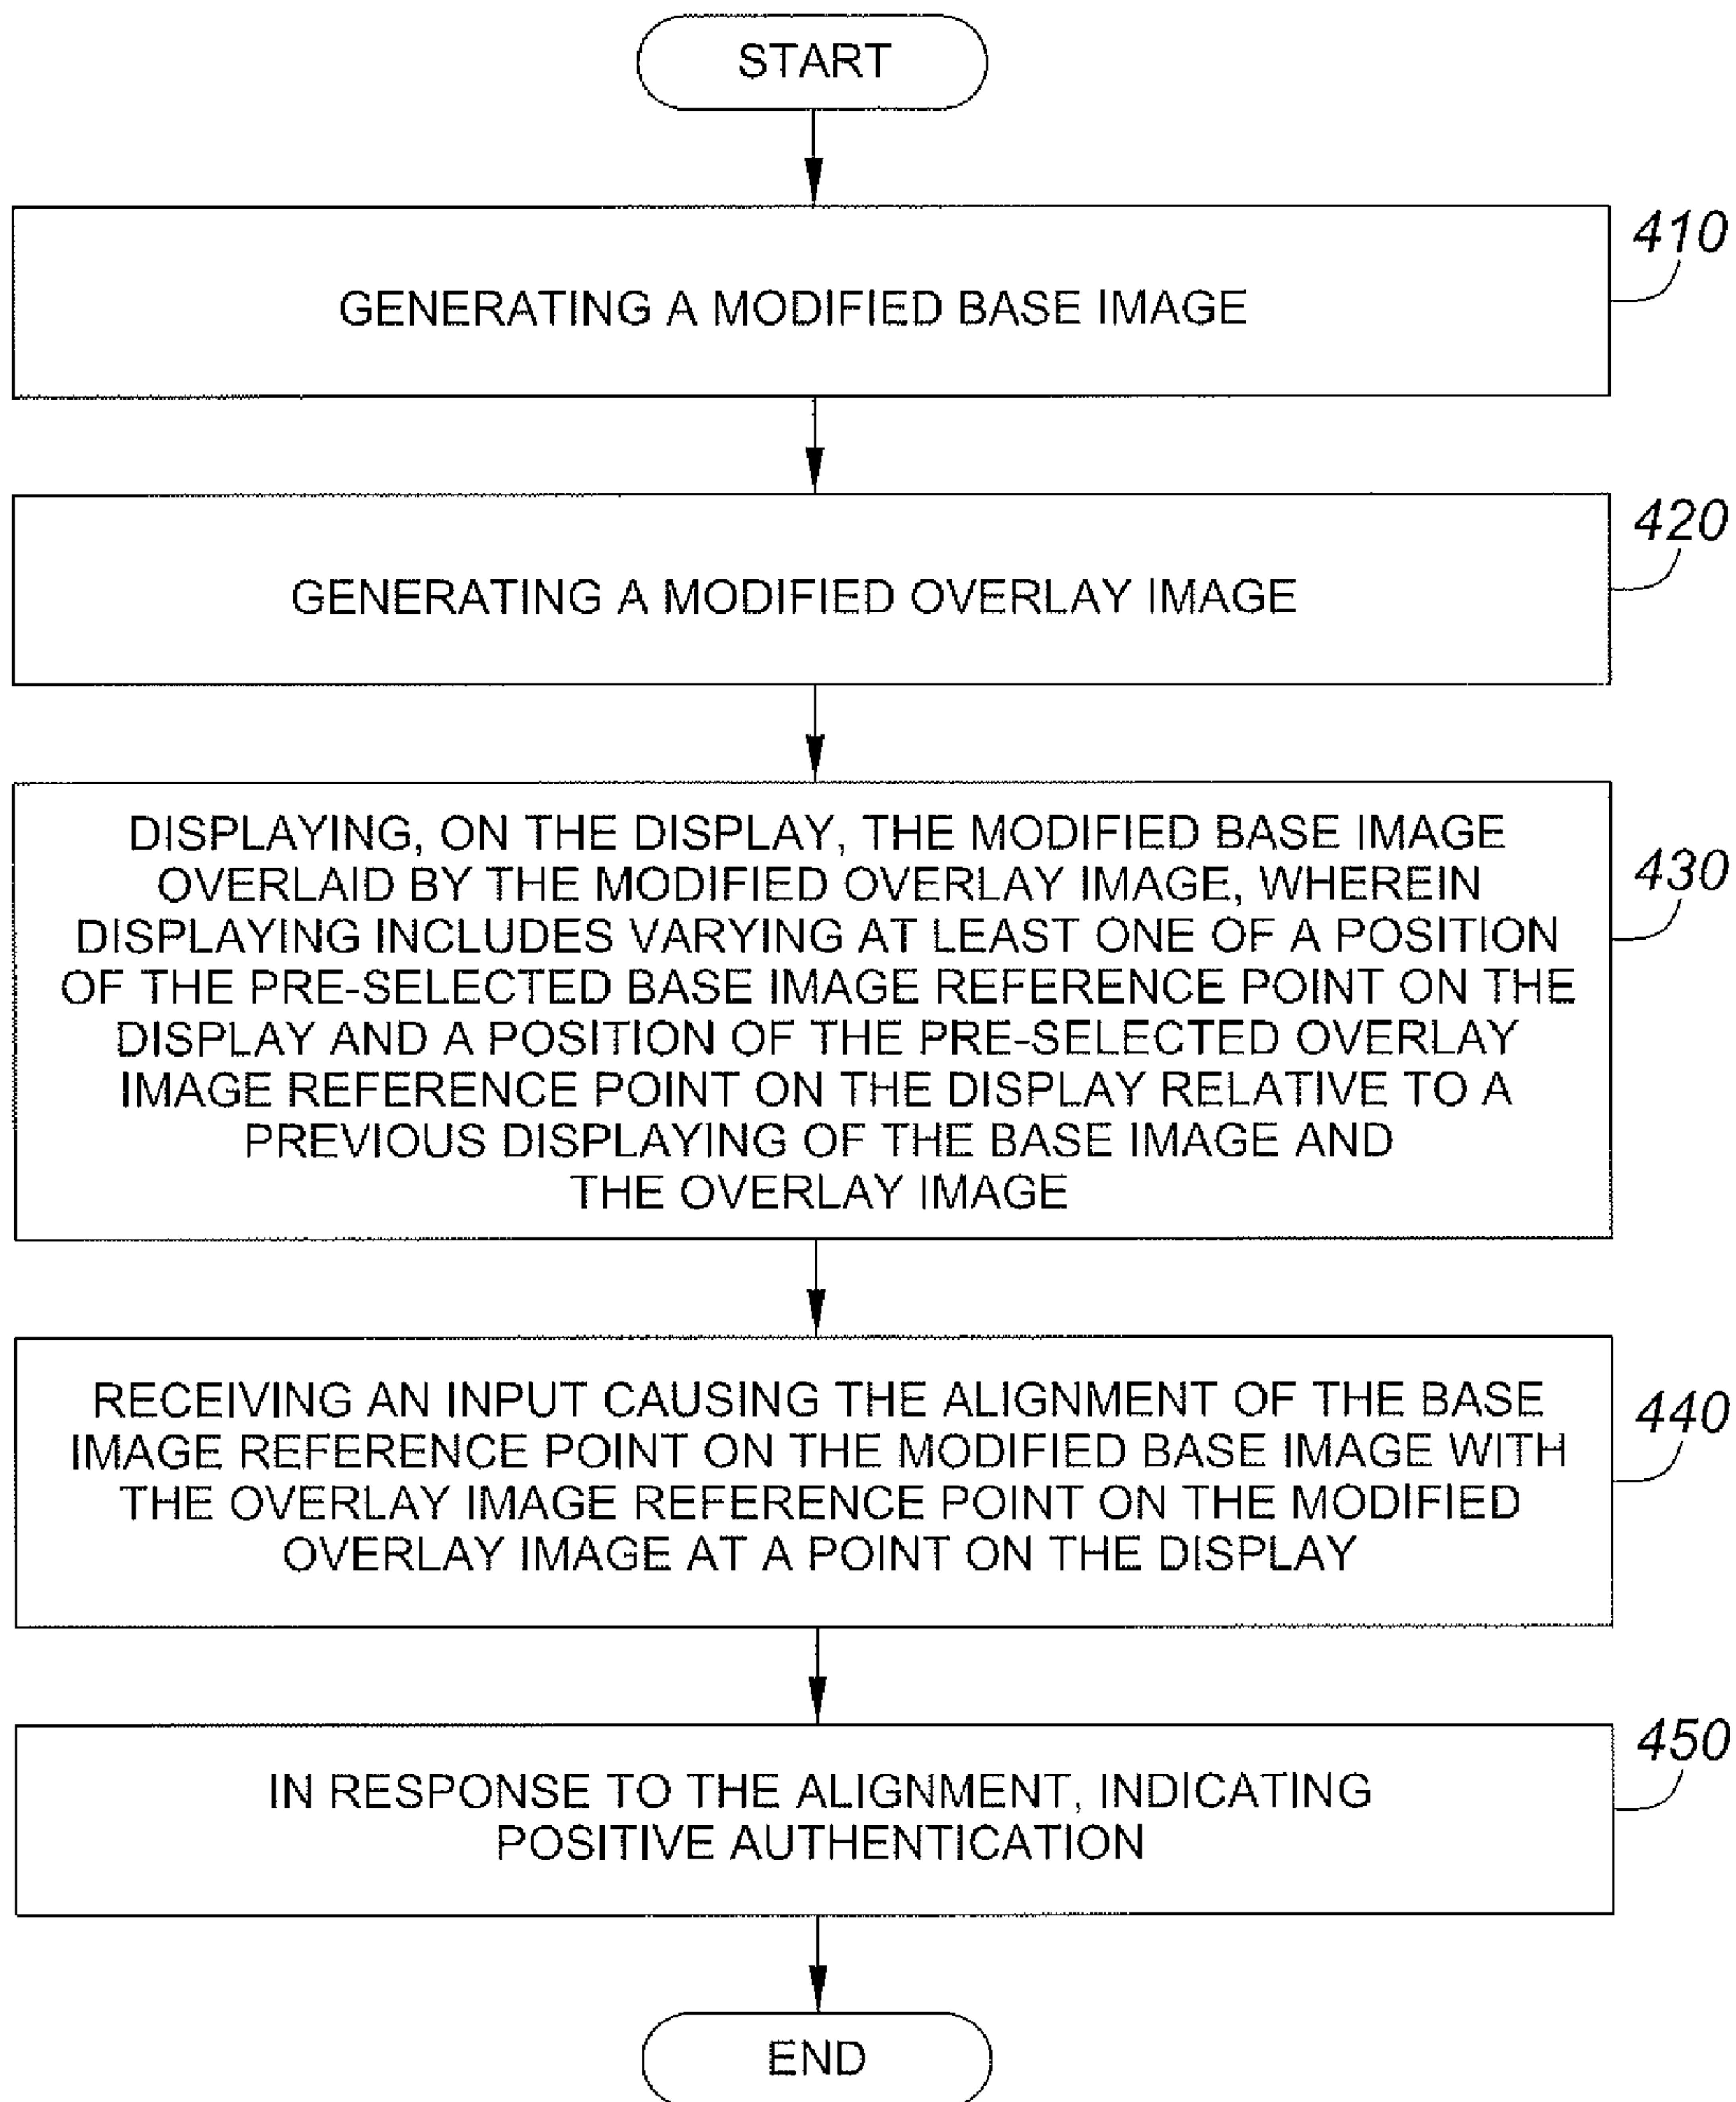 START
410
GENERATING A MODIFIED BASE IMAGE
420
GENERATING A MODIFIED OVERLAY IMAGE
430
DISPLAYING, ON THE DISPLAY, THE MODIFIED BASE IMAGE
OVERLAID BY THE MODIFIED OVERLAY IMAGE, WHEREIN
DISPLAYING INCLUDES VARYING AT LEAST ONE OF A POSITION
OF THE PRE-SELECTED BASE IMAGE REFERENCE POINT ON THE
DISPLAY AND A POSITION OF THE PRE-SELECTED OVERLAY
IMAGE REFERENCE POINT ON THE DISPLAY RELATIVE TO A
PREVIOUS DISPLAYING OF THE BASE IMAGE AND
THE OVERLAY IMAGE
440
RECEIVING AN INPUT CAUSING THE ALIGNMENT OF THE BASE
IMAGE REFERENCE POINT ON THE MODIFIED BASE IMAGE WITH
THE OVERLAY IMAGE REFERENCE POINT ON THE MODIFIED
OVERLAY IMAGE AT A POINT ON THE DISPLAY
450
IN RESPONSE TO THE ALIGNMENT, INDICATING
POSITIVE AUTHENTICATION
END